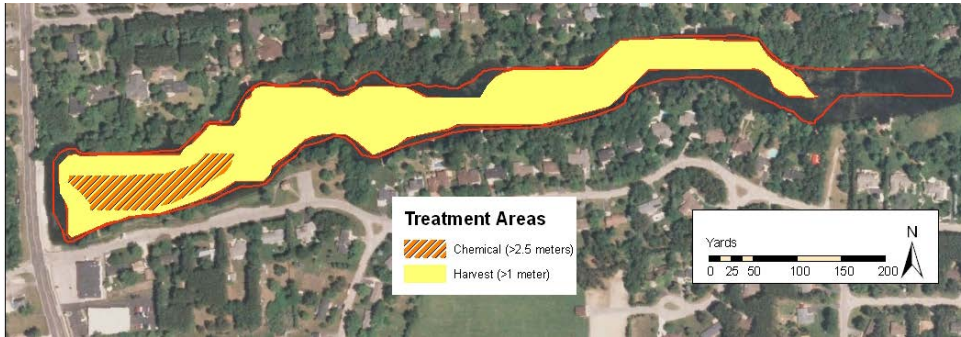 Treatment Areas
Chemical (>2.5 meters)
Harvest (>1 meter)
N
Yards
0 25 50 100 150 200